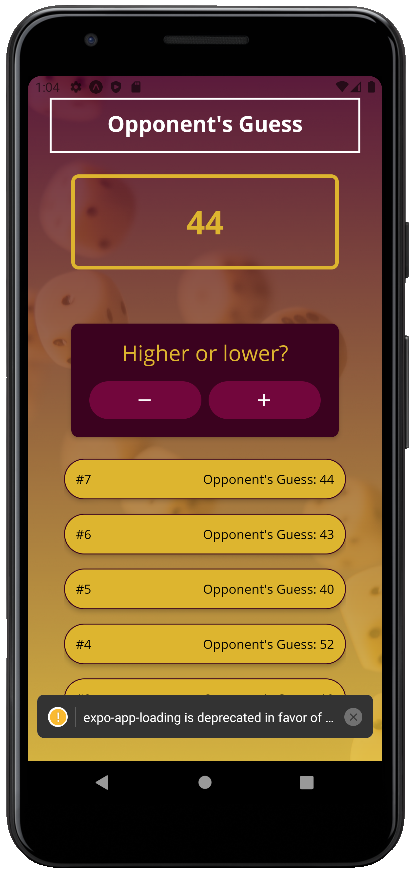 1:04
Opponent's Guess
44
Higher or lower?
− +
#7 Opponent's Guess: 44
#6 Opponent's Guess: 43
#5 Opponent's Guess: 40
#4 Opponent's Guess: 52
! expo-app-loading is deprecated in favor of ...